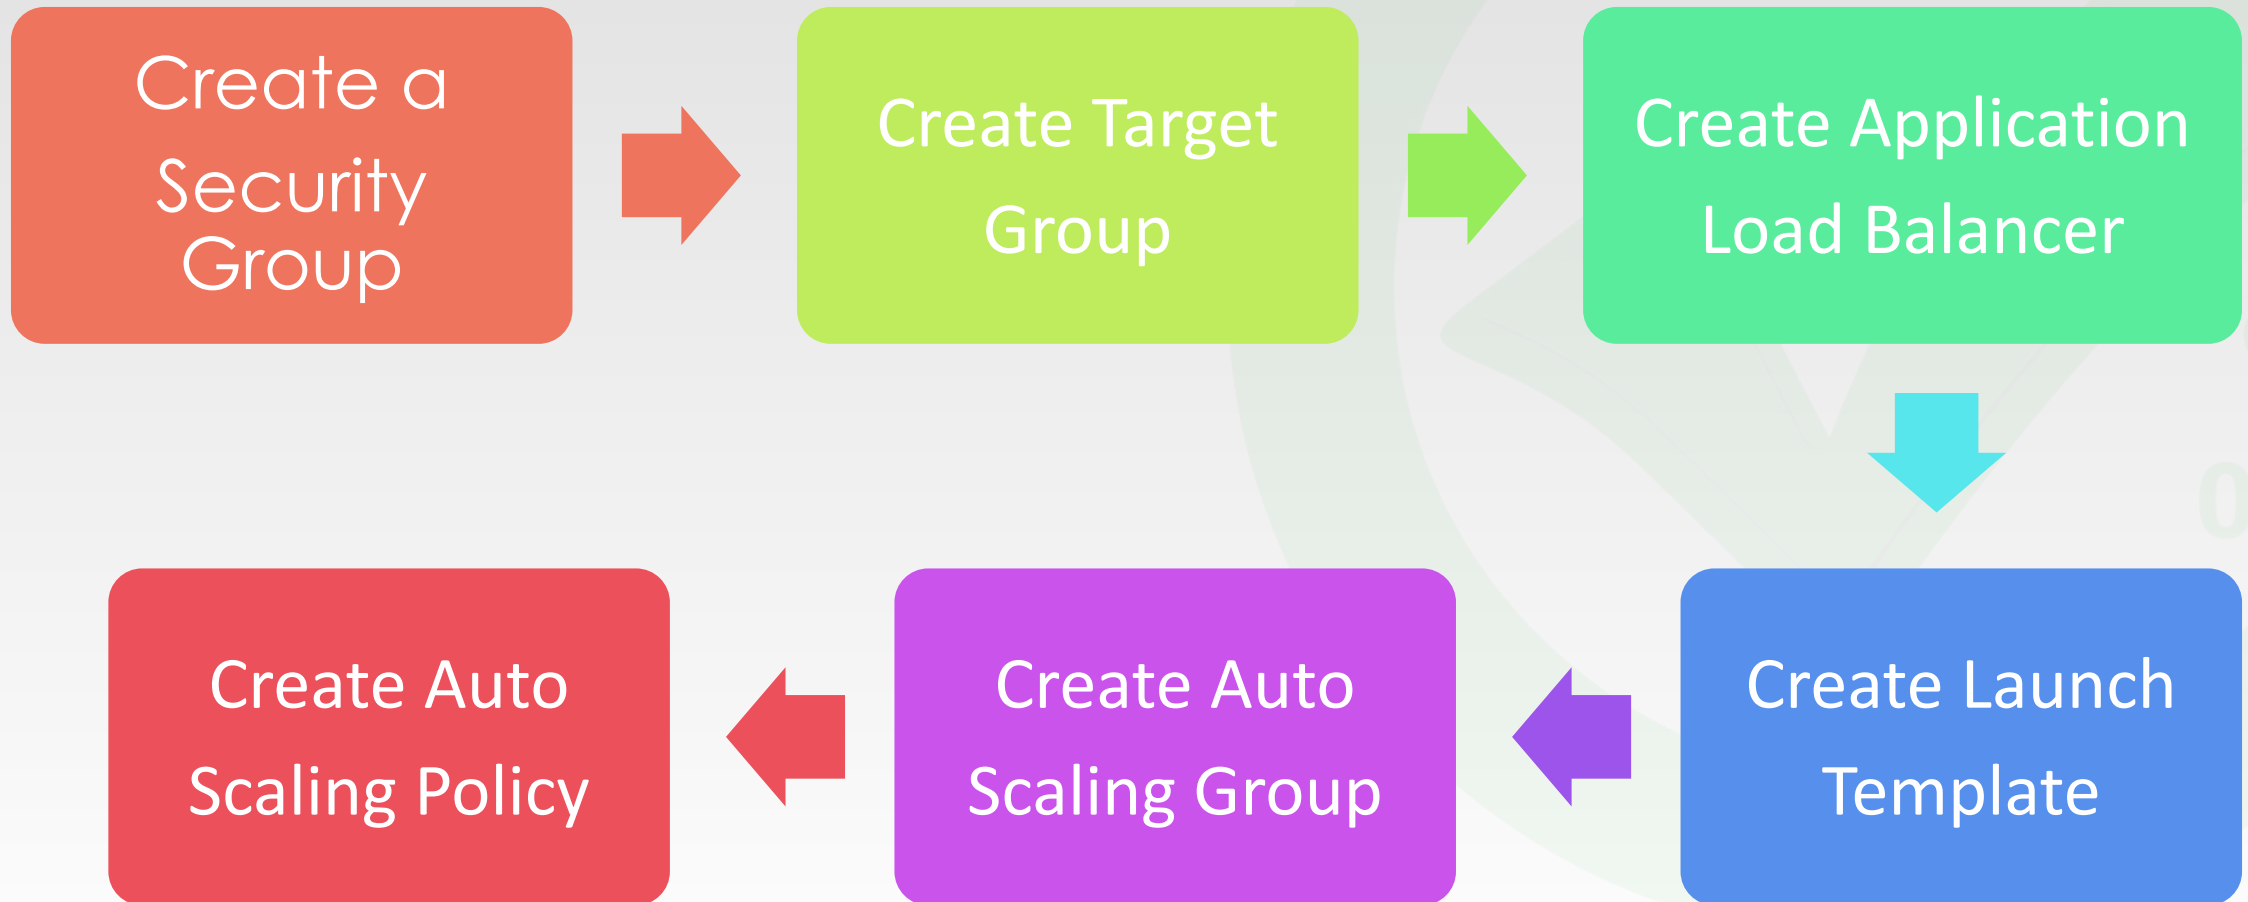 Create a
Security
Group
Create Target
Group
Create Application
Load Balancer
Create Launch
Template
Create Auto
Scaling Group
Create Auto
Scaling Policy
0